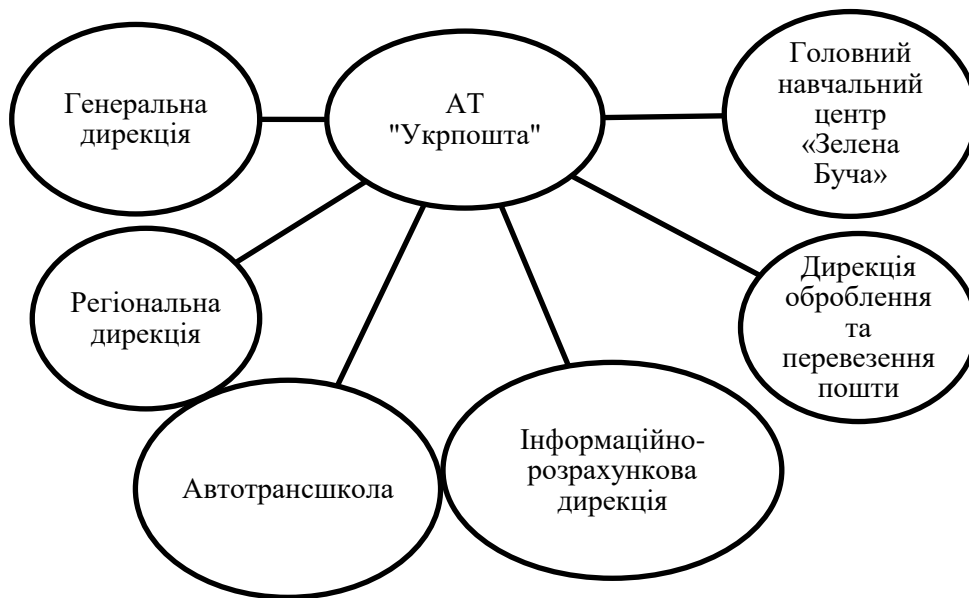 Генеральна
дирекція
АТ
"Укрпошта"
Головний
навчальний
центр
«Зелена
Буча»
Регіональна
дирекція
Дирекція
оброблення
та
перевезення
пошти
Автотрансшкола
Інформаційно-
розрахункова
дирекція